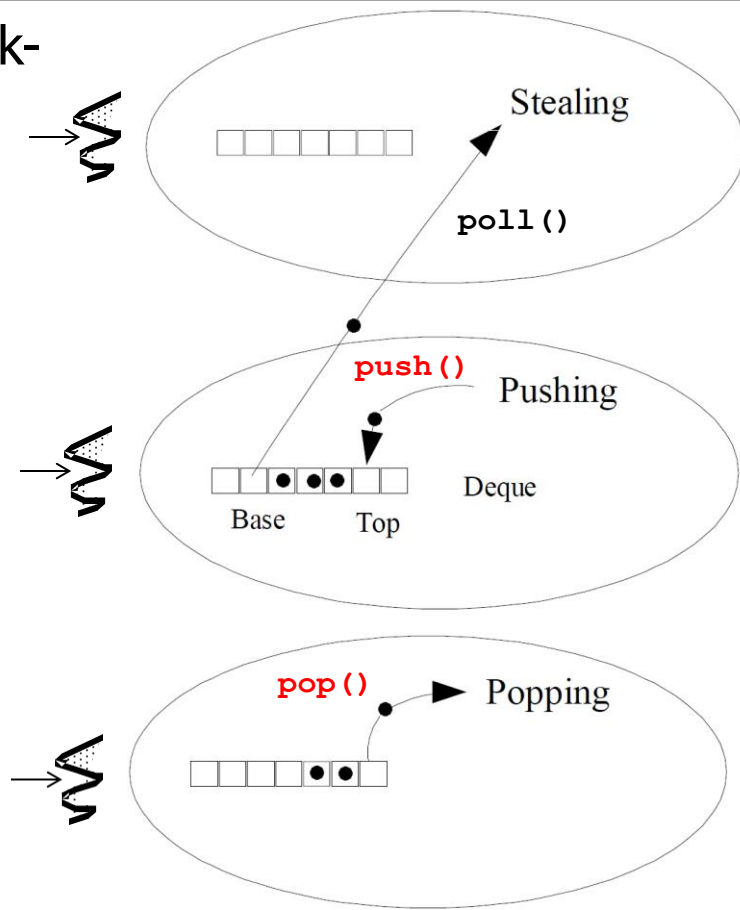 k-
Stealing
poll()
push()
Pushing
Deque
Base Top
pop()
Popping